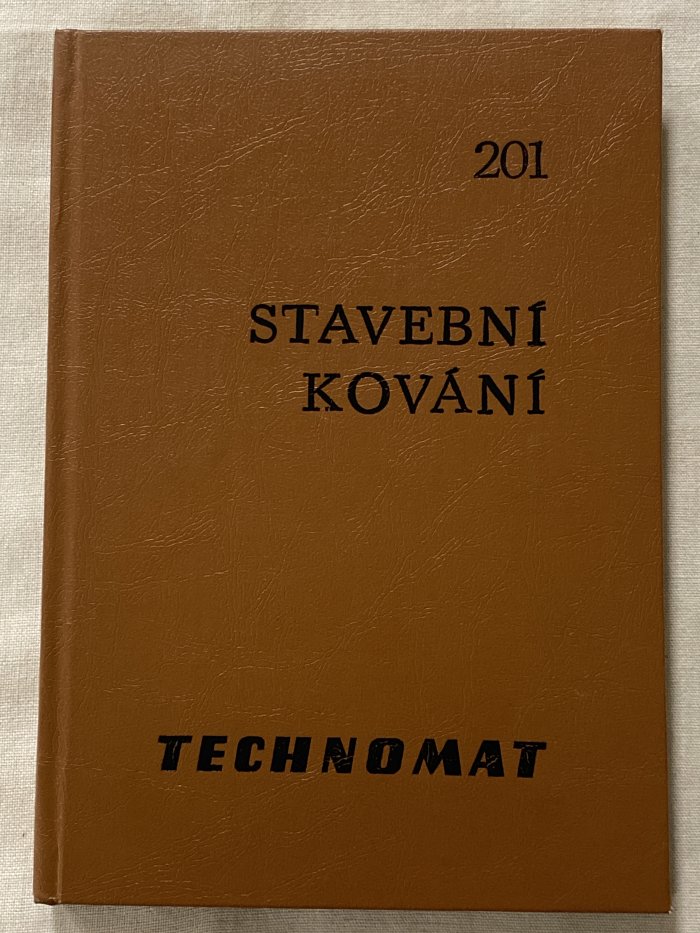 201
STAVEBNÍ
KOVÁNÍ
TECHNOMAT